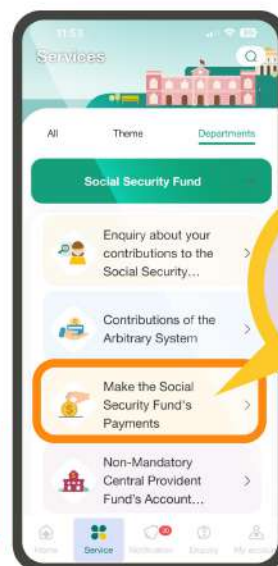 11:53
Services
All
Theme
Departments
Social Security Fund
Enquiry about your
contributions to the
Social Security...
Contributions of the
Arbitrary System
Make the Social
Security Fund's
Payments
Non-Mandatory
Central Provident
Fund's Account...
Home
Service
Notification
Enquiry
My account